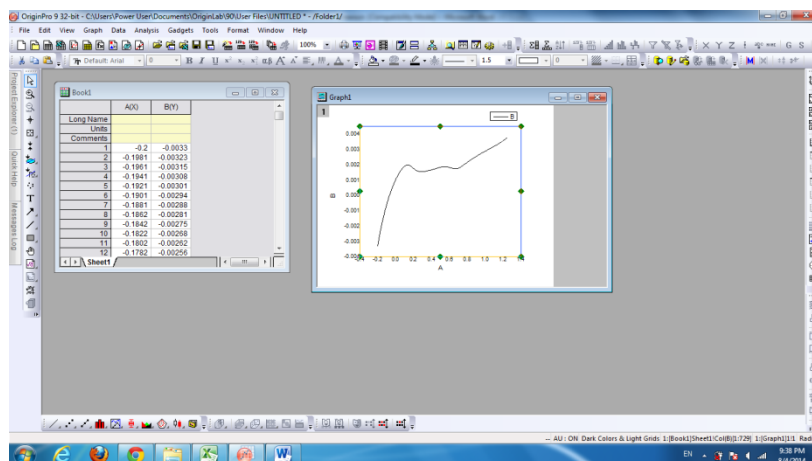 OriginPro 9 32-bit - C:\Users\Power User\Documents\OriginLab\90\User Files\UNTITLED * - /Folder1/
File Edit View Graph Data Analysis Gadgets Tools Format Window Help
100%
Default: Arial 0 B I U 1.5 0
Project Explorer (1)
Quick Help
Messages Log
Book1
A(X) B(Y)
Long Name
Units
Comments
1 -0.2 -0.0033
2 -0.1981 -0.00323
3 -0.1961 -0.00315
4 -0.1941 -0.00308
5 -0.1921 -0.00301
6 -0.1901 -0.00294
7 -0.1881 -0.00288
8 -0.1862 -0.00281
9 -0.1842 -0.00275
10 -0.1822 -0.00268
11 -0.1802 -0.00262
12 -0.1782 -0.00256
Sheet1
Graph1
1
B
0.004
0.003
0.002
0.001
0.000
-0.001
-0.002
-0.003
B
-0.2 0.0 0.2 0.4 0.6 0.8 1.0 1.2
A
AU : ON Dark Colors & Light Grids 1:[Book1]Sheet1!Col(B)[1:729] 1:[Graph1]1!1 Rad
EN 9:38 PM